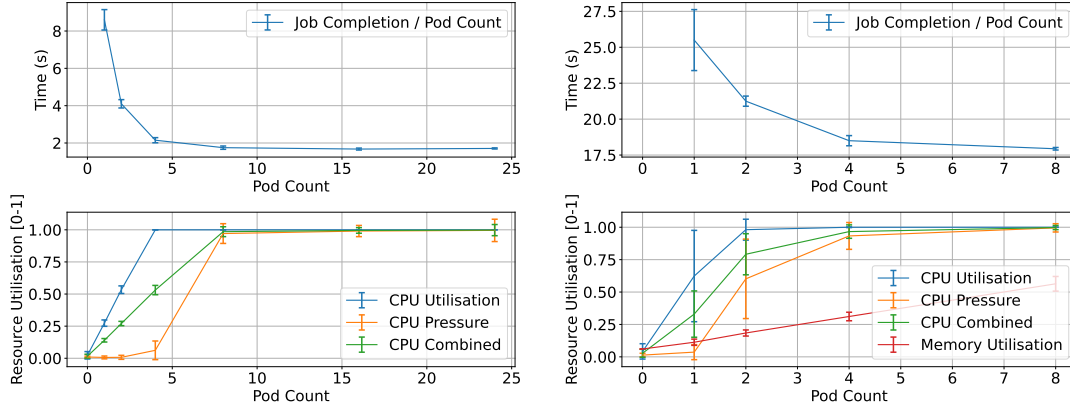 Time (s)
8
6
4
2
Job Completion / Pod Count
0
5
10
15
20
25
Pod Count
Time (s)
27.5
25.0
22.5
20.0
17.5
Job Completion / Pod Count
0
1
2
3
4
5
6
7
8
Pod Count
Resource Utilisation [0-1]
1.00
0.75
0.50
0.25
0.00
CPU Utilisation
CPU Pressure
CPU Combined
0
5
10
15
20
25
Pod Count
Resource Utilisation [0-1]
1.00
0.75
0.50
0.25
0.00
CPU Utilisation
CPU Pressure
CPU Combined
Memory Utilisation
0
1
2
3
4
5
6
7
8
Pod Count